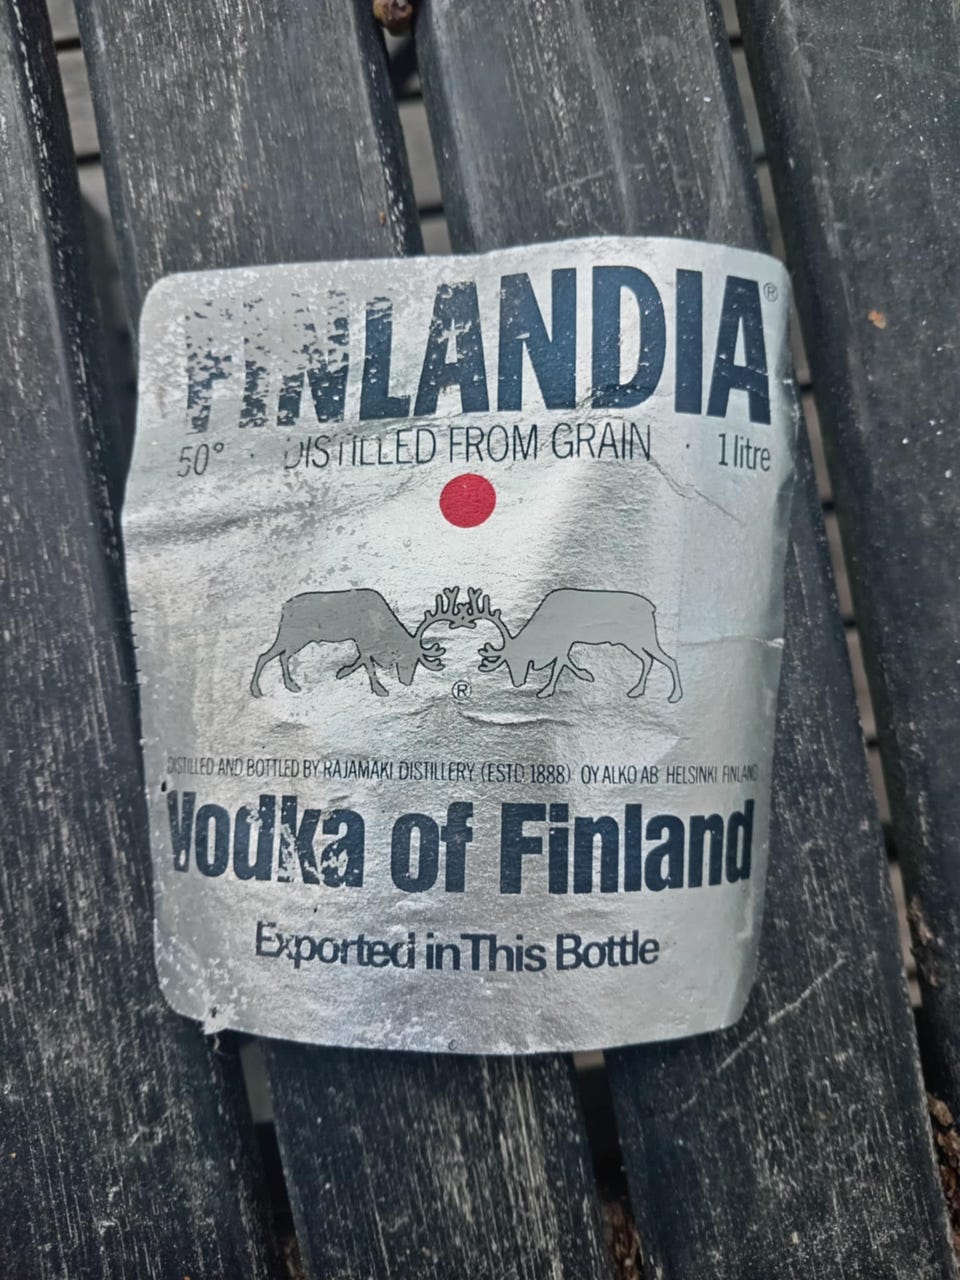 FINLANDIA®
50° · DISTILLED FROM GRAIN · 1 litre
®
DISTILLED AND BOTTLED BY RAJAMAKI DISTILLERY (ESTD 1888) OY ALKO AB HELSINKI FINLAND
Vodka of Finland
Exported in This Bottle